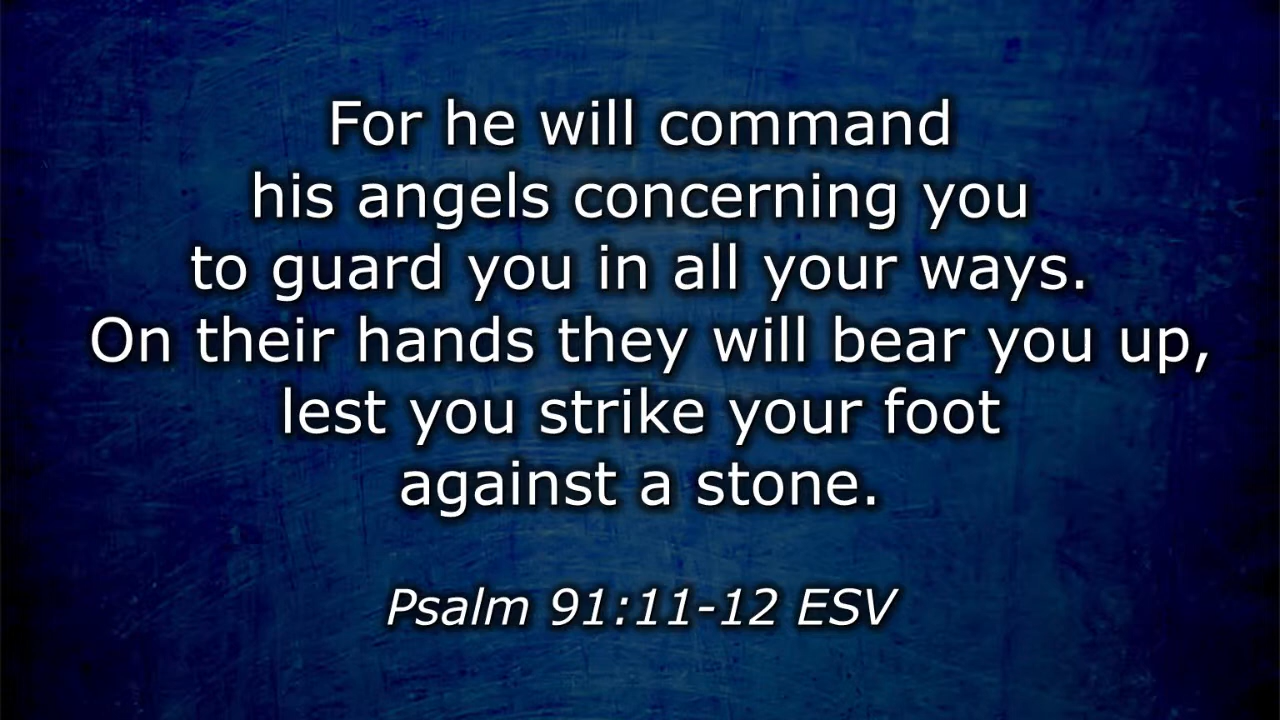 For he will command
his angels concerning you
to guard you in all your ways.
On their hands they will bear you up,
lest you strike your foot
against a stone.
Psalm 91:11-12 ESV